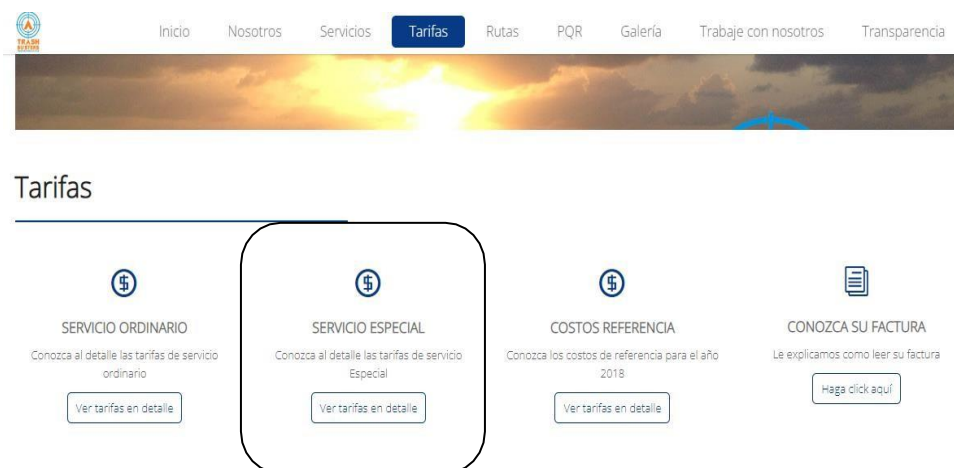 TRASH BUSTERS
Inicio Nosotros Servicios Tarifas Rutas PQR Galería Trabaje con nosotros Transparencia
Tarifas
SERVICIO ORDINARIO
Conozca al detalle las tarifas de servicio
ordinario
Ver tarifas en detalle
SERVICIO ESPECIAL
Conozca al detalle las tarifas de servicio
Especial
Ver tarifas en detalle
COSTOS REFERENCIA
Conozca los costos de referencia para el año
2018
Ver tarifas en detalle
CONOZCA SU FACTURA
Le explicamos como leer su factura
Haga click aquí